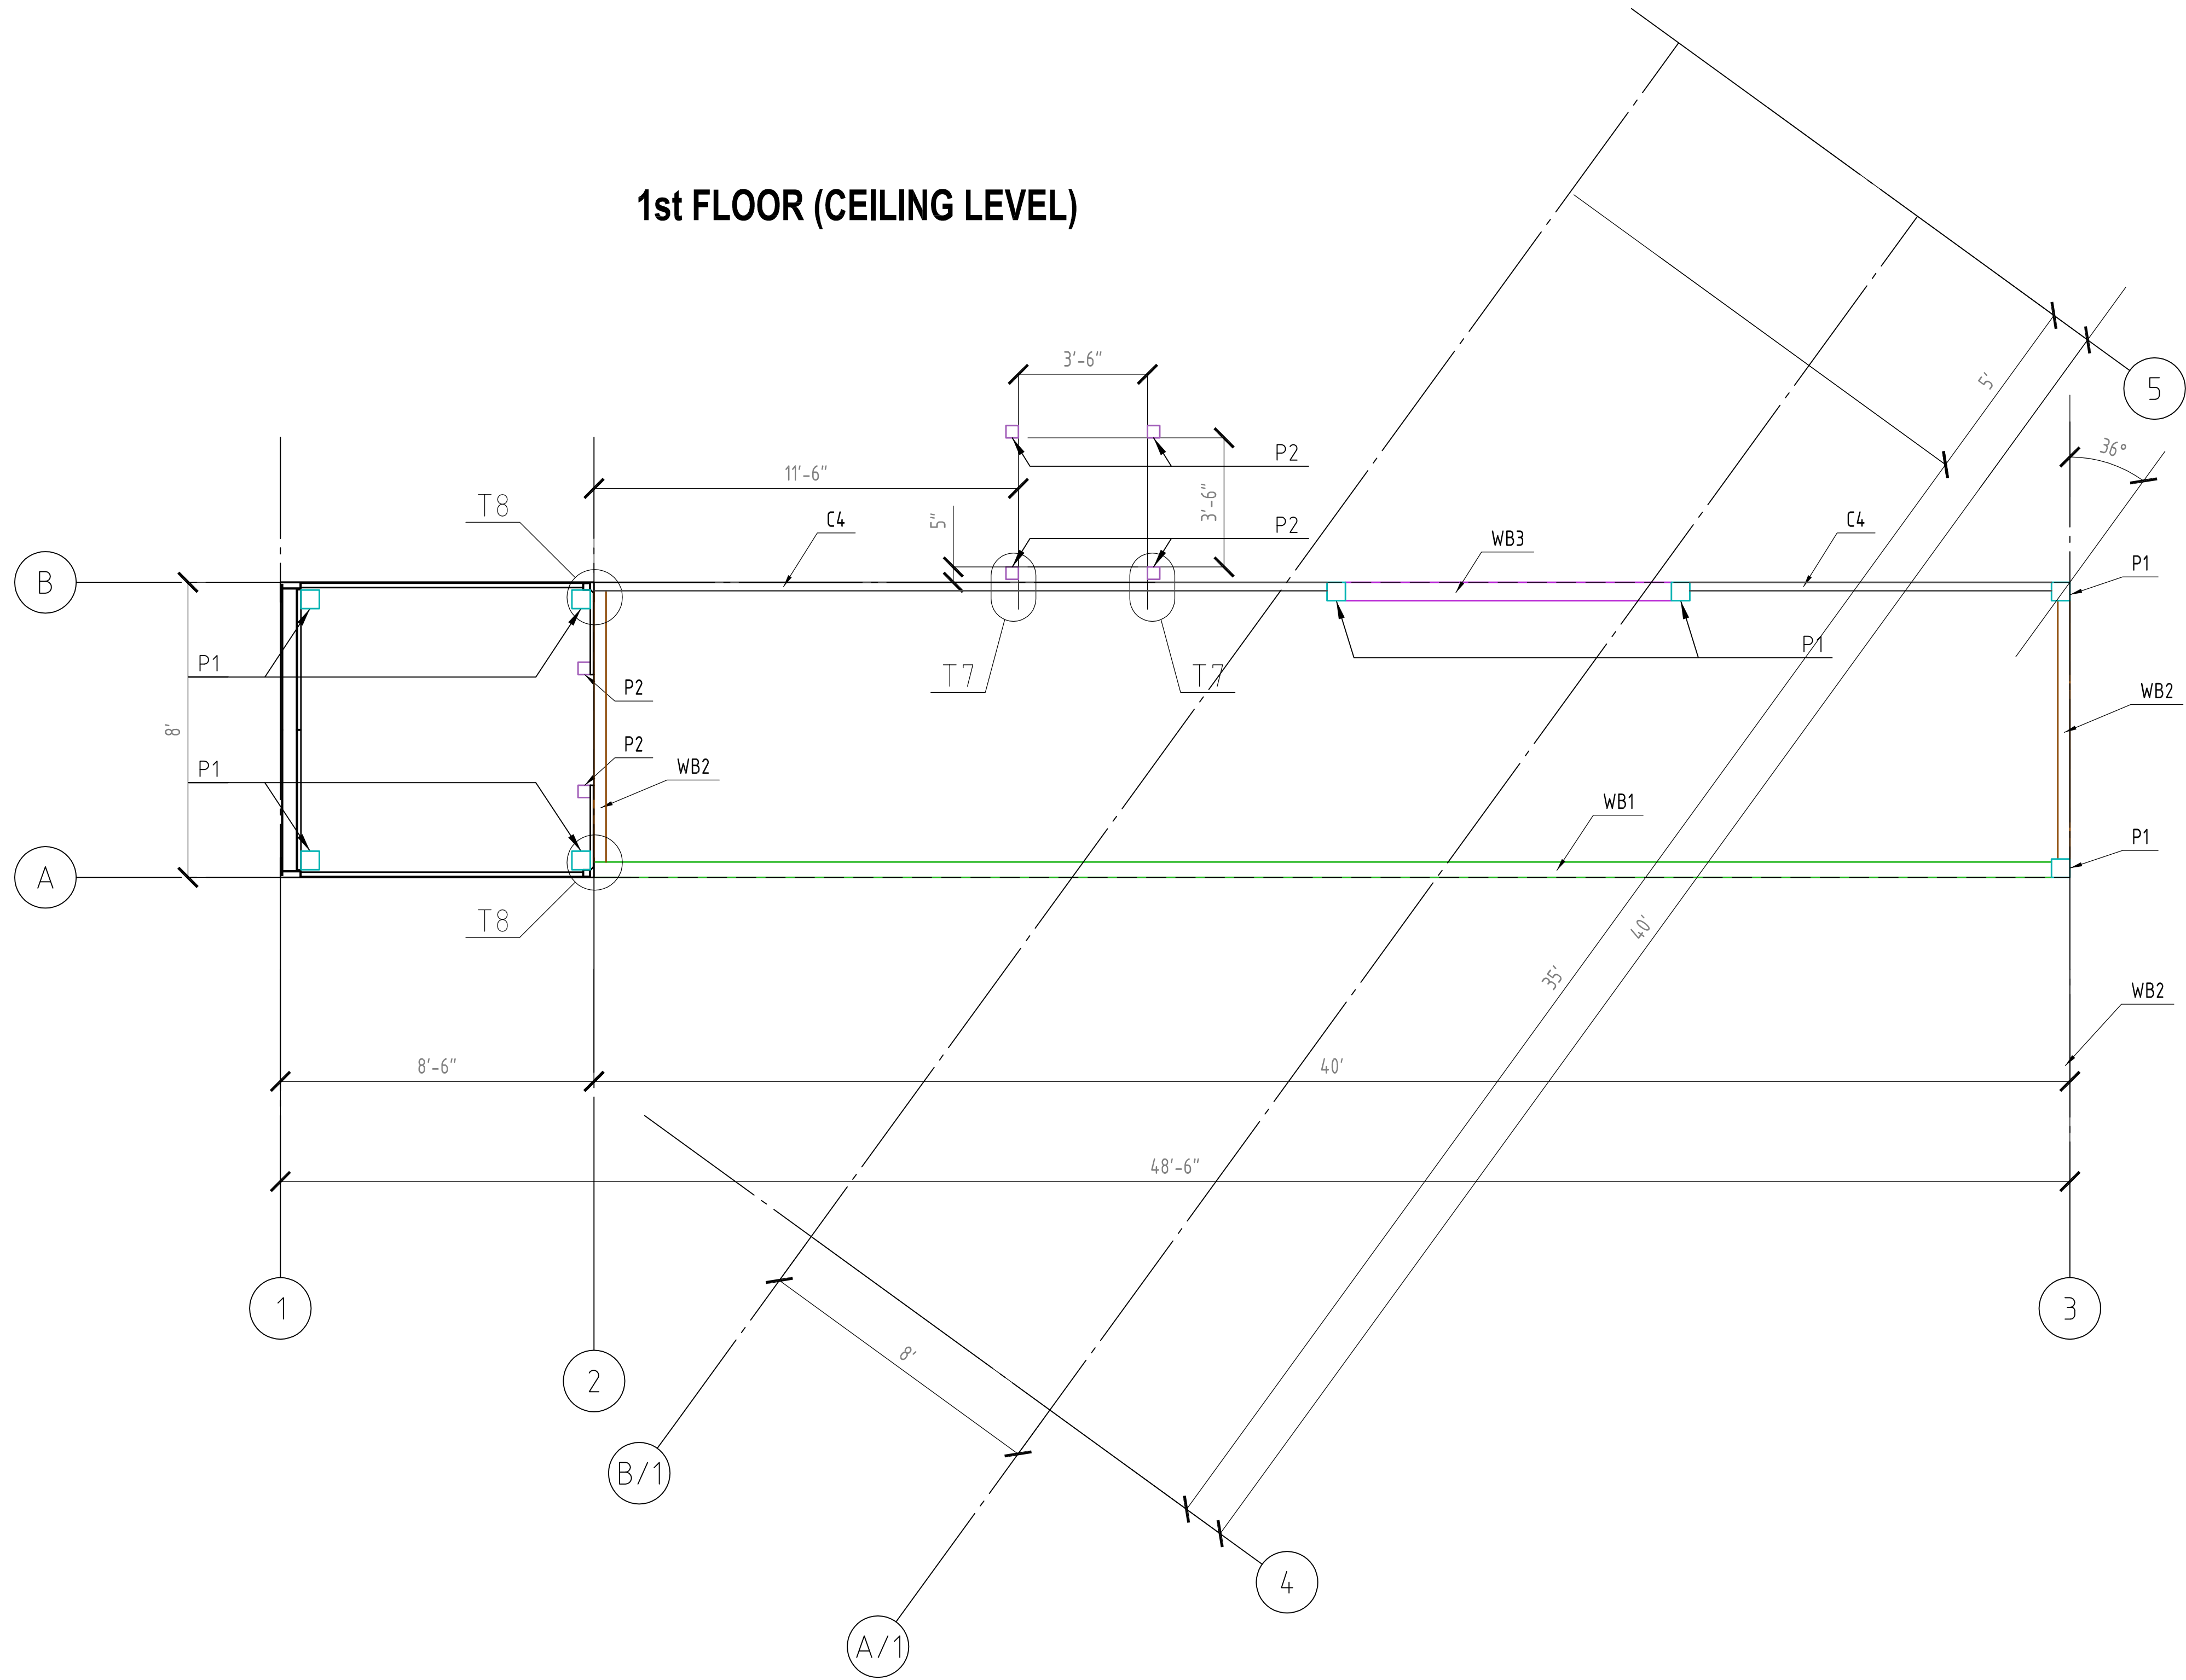 1st FLOOR (CEILING LEVEL)
3'-6"
5
5'
36°
11'-6"
P2
3'-6"
T8
5"
C4
P2
WB3
C4
P1
B
T7
T7
P1
P1
P2
WB2
8'
P2
WB2
P1
WB1
P1
A
T8
40'
35'
WB2
8'-6"
40'
48'-6"
1
2
3
8'
B/1
4
A/1